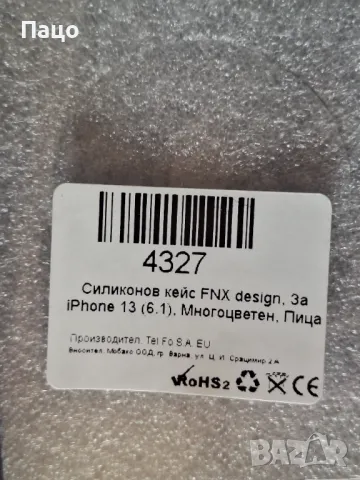 Пацо
4327
Силиконов кейс FNX design, За
iPhone 13 (6.1), Многоцветен, Пица
Производител. Tel Fo S.A. EU
Вносител. Мобако ООД, гр. Варна, ул. Ц. И. Срацимир 2 А
RoHS2 CE
BAZAR